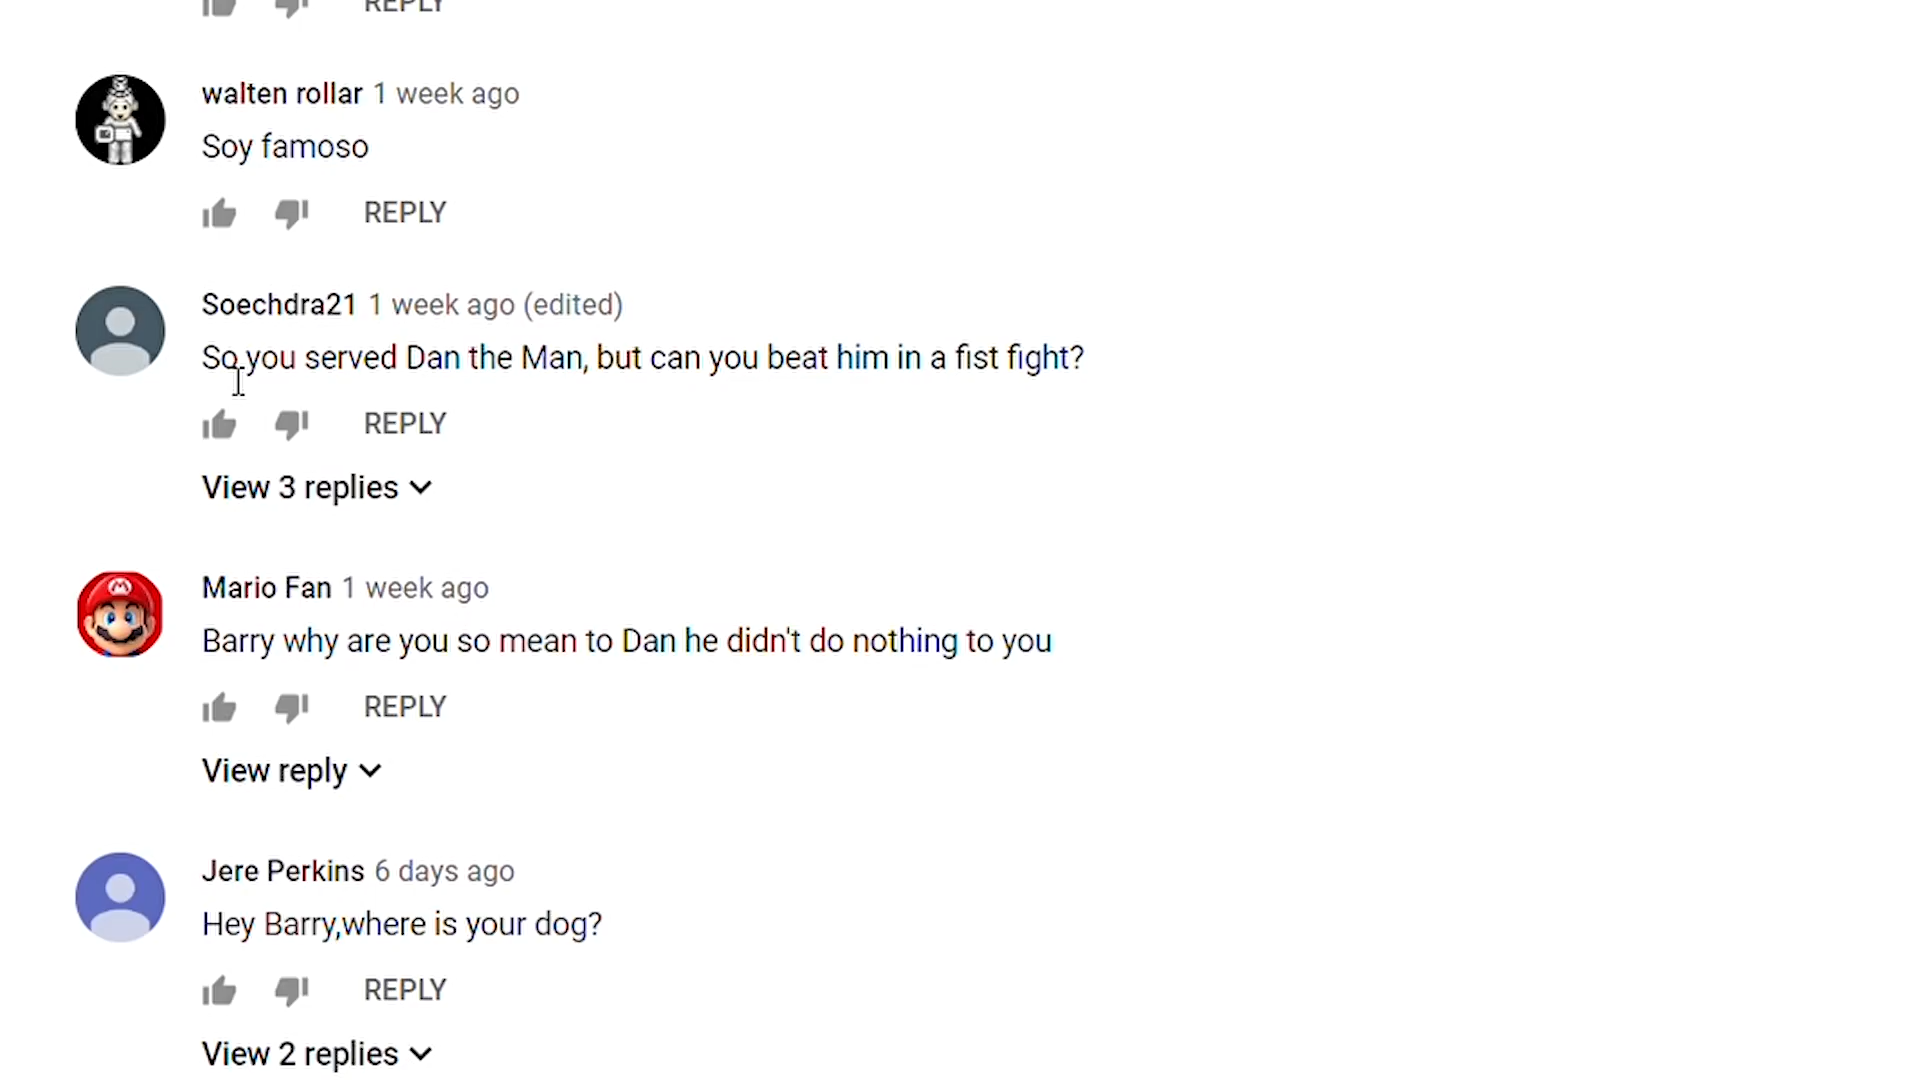 REPLY
walten rollar 1 week ago
Soy famoso
REPLY
Soechdra21 1 week ago (edited)
So you served Dan the Man, but can you beat him in a fist fight?
REPLY
View 3 replies
Mario Fan 1 week ago
Barry why are you so mean to Dan he didn't do nothing to you
REPLY
View reply
Jere Perkins 6 days ago
Hey Barry,where is your dog?
REPLY
View 2 replies